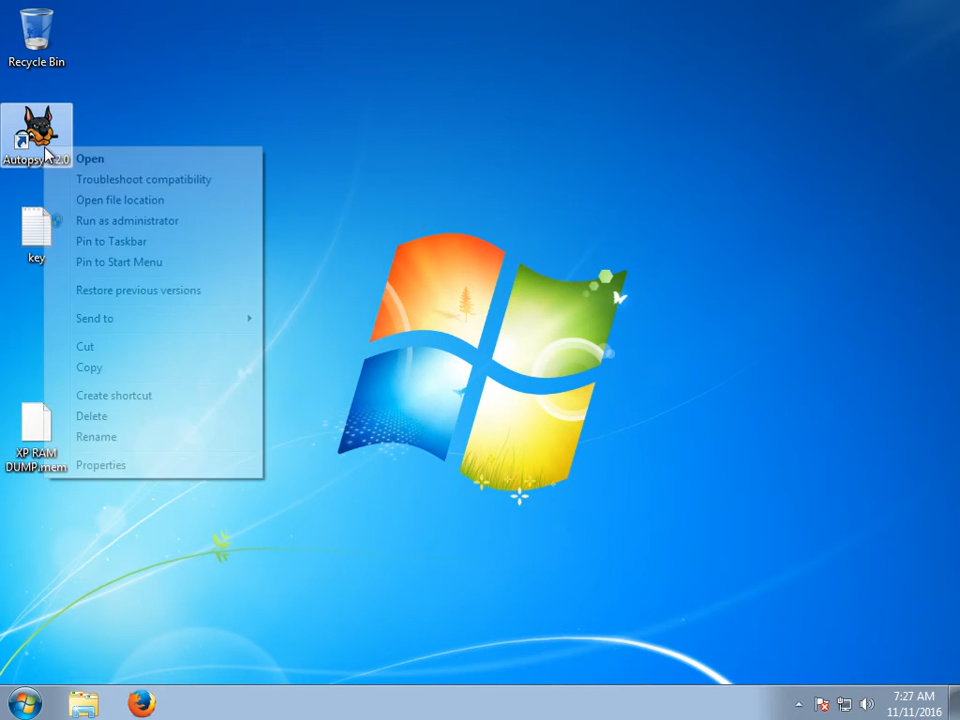 Recycle Bin
Open
Troubleshoot compatibility
Open file location
Run as administrator
Pin to Taskbar
Pin to Start Menu
Restore previous versions
Send to
Cut
Copy
Create shortcut
Delete
Rename
Properties
key
XP RAM
DUMP.mem
7:27 AM
11/11/2016